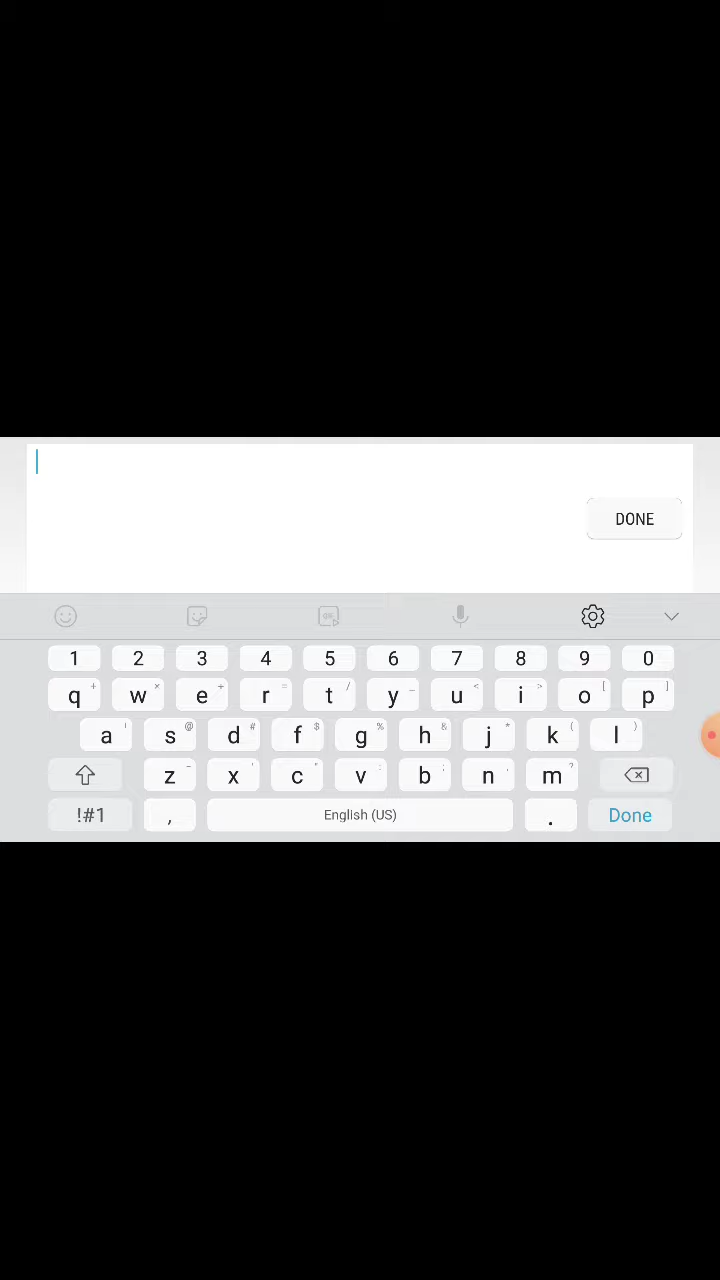 DONE
1 2 3 4 5 6 7 8 9 0
q w e r t y u i o p
a s d f g h j k l
z x c v b n m
!#1 , English (US) . Done